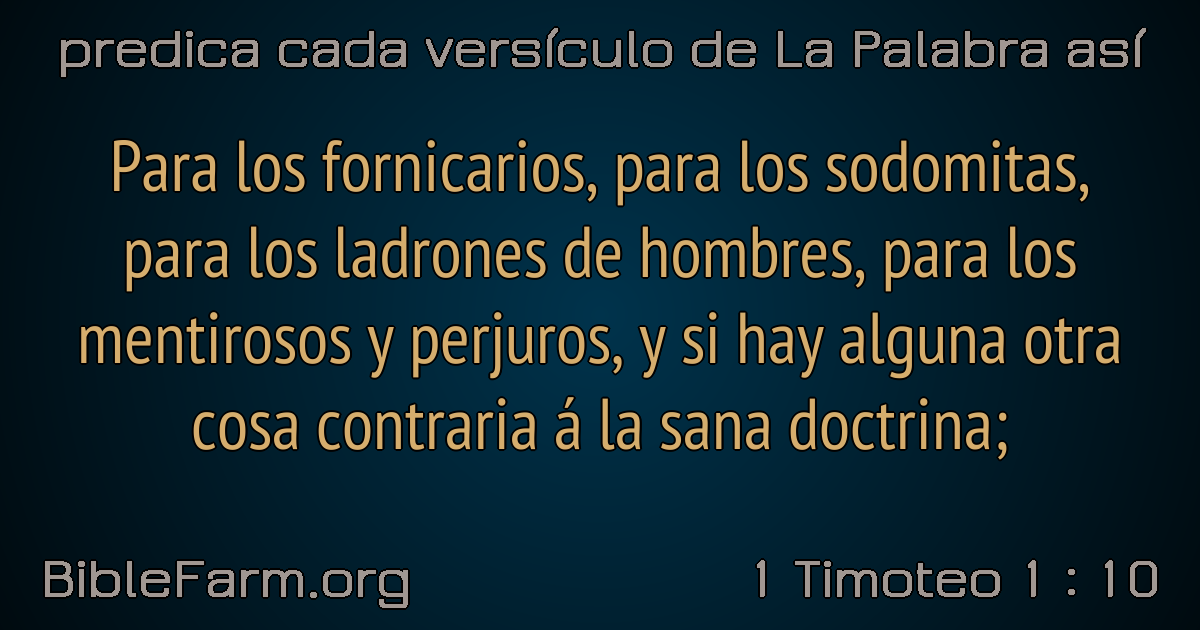 predica cada versículo de La Palabra así
Para los fornicarios, para los sodomitas,
para los ladrones de hombres, para los
mentirosos y perjuros, y si hay alguna otra
cosa contraria á la sana doctrina;
BibleFarm.org
1 Timoteo 1 : 10